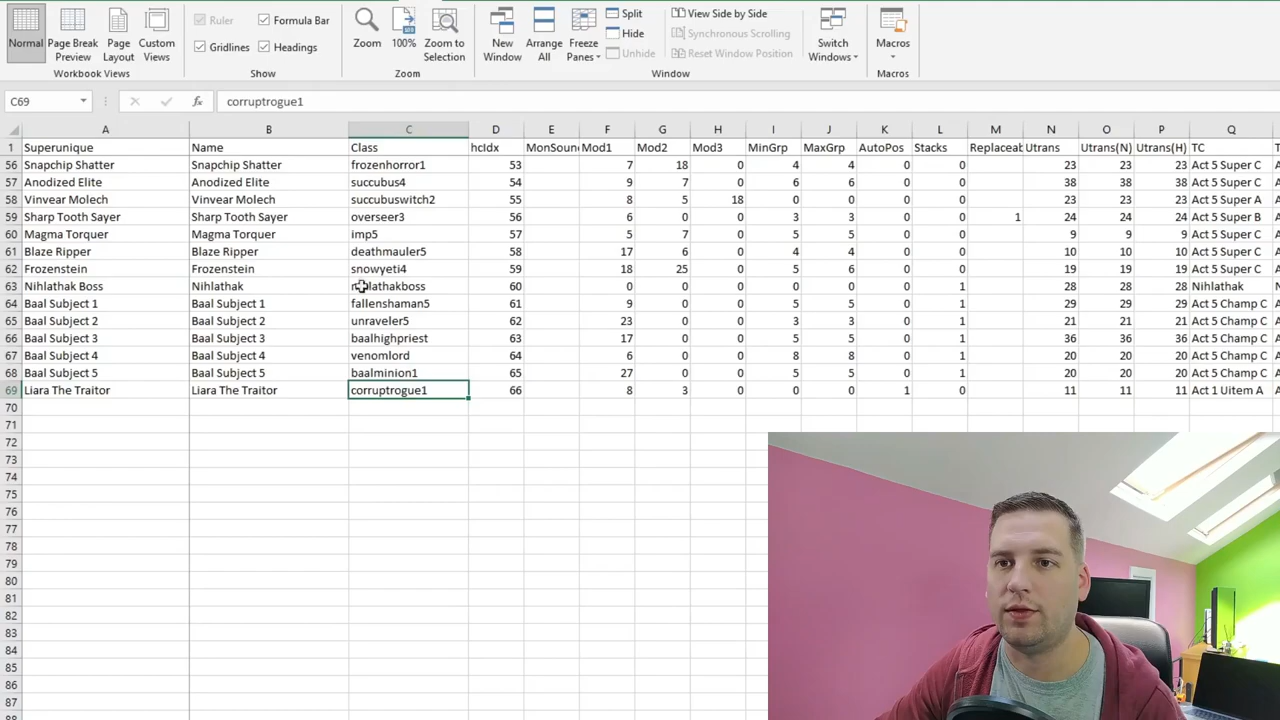 Normal Page Break Preview Page Layout Custom Views Ruler Formula Bar Gridlines Headings Zoom 100% Zoom to Selection New Window Arrange All Freeze Panes Split Hide Unhide View Side by Side Synchronous Scrolling Reset Window Position Switch Windows Macros
Workbook Views Show Zoom Window Macros
C69 fx corruptrogue1
A B C D E F G H I J K L M N O P Q
1 Superunique Name Class hcIdx MonSoun Mod1 Mod2 Mod3 MinGrp MaxGrp AutoPos Stacks Replaceab Utrans Utrans(N) Utrans(H) TC
56 Snapchip Shatter Snapchip Shatter frozenhorror1 53 7 18 0 4 4 0 0 23 23 23 Act 5 Super C
57 Anodized Elite Anodized Elite succubus4 54 9 7 0 6 6 0 0 38 38 38 Act 5 Super C
58 Vinvear Molech Vinvear Molech succubuswitch2 55 8 5 18 0 0 0 0 23 23 23 Act 5 Super A
59 Sharp Tooth Sayer Sharp Tooth Sayer overseer3 56 6 0 0 3 3 0 0 1 24 24 24 Act 5 Super B
60 Magma Torquer Magma Torquer imp5 57 5 7 0 5 5 0 0 9 9 9 Act 5 Super C
61 Blaze Ripper Blaze Ripper deathmauler5 58 17 6 0 4 4 0 0 10 10 10 Act 5 Super C
62 Frozenstein Frozenstein snowyeti4 59 18 25 0 5 6 0 0 19 19 19 Act 5 Super C
63 Nihlathak Boss Nihlathak nihlathakboss 60 0 0 0 0 0 0 1 28 28 28 Nihlathak
64 Baal Subject 1 Baal Subject 1 fallenshaman5 61 9 0 0 5 5 0 1 29 29 29 Act 5 Champ C
65 Baal Subject 2 Baal Subject 2 unraveler5 62 23 0 0 3 3 0 1 21 21 21 Act 5 Champ C
66 Baal Subject 3 Baal Subject 3 baalhighpriest 63 17 0 0 5 5 0 1 36 36 36 Act 5 Champ C
67 Baal Subject 4 Baal Subject 4 venomlord 64 6 0 0 8 8 0 1 20 20 20 Act 5 Champ C
68 Baal Subject 5 Baal Subject 5 baalminion1 65 27 0 0 5 5 0 1 20 20 20 Act 5 Champ C
69 Liara The Traitor Liara The Traitor corruptrogue1 66 8 3 0 0 0 1 0 11 11 11 Act 1 Uitem A
70
71
72
73
74
75
76
77
78
79
80
81
82
83
84
85
86
87